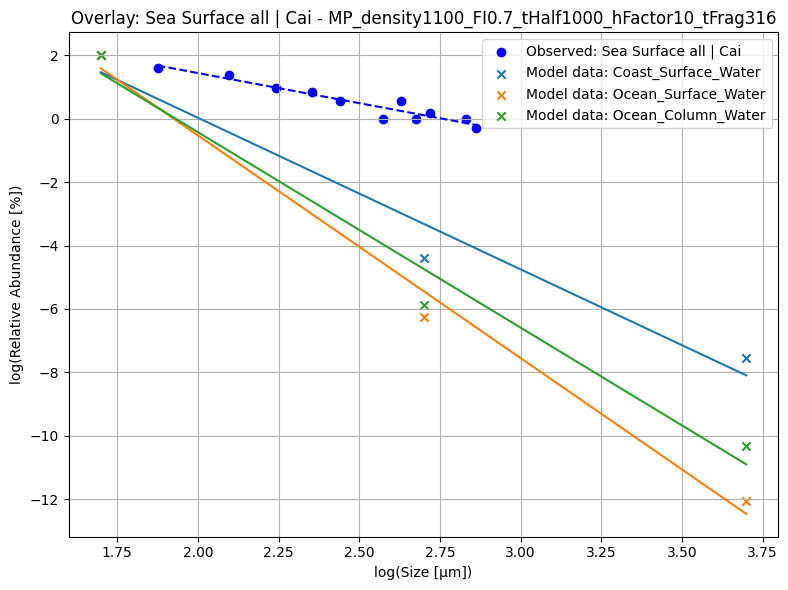 Overlay: Sea Surface all | Cai - MP_density1100_FI0.7_tHalf1000_hFactor10_tFrag316
Observed: Sea Surface all | Cai
Model data: Coast_Surface_Water
Model data: Ocean_Surface_Water
Model data: Ocean_Column_Water
log(Relative Abundance [%])
2
0
−2
−4
−6
−8
−10
−12
1.75 2.00 2.25 2.50 2.75 3.00 3.25 3.50 3.75
log(Size [μm])